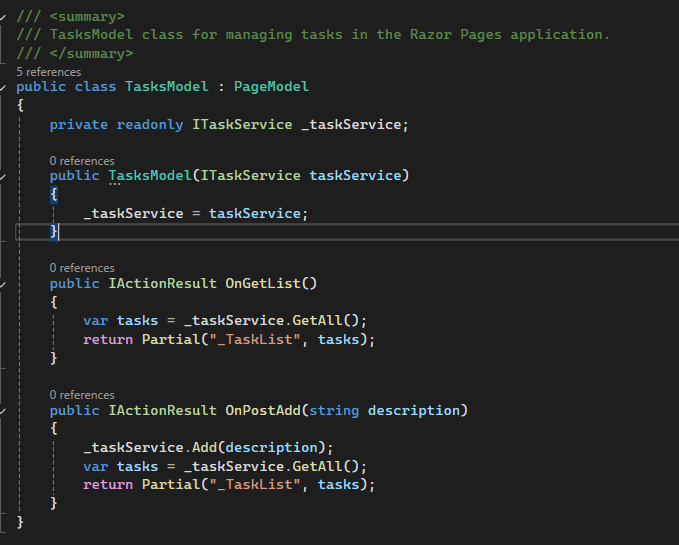 /// <summary>
/// TasksModel class for managing tasks in the Razor Pages application.
/// </summary>
5 references
public class TasksModel : PageModel
{
    private readonly ITaskService _taskService;

    0 references
    public TasksModel(ITaskService taskService)
    {
        _taskService = taskService;
    }

    0 references
    public IActionResult OnGetList()
    {
        var tasks = _taskService.GetAll();
        return Partial("_TaskList", tasks);
    }

    0 references
    public IActionResult OnPostAdd(string description)
    {
        _taskService.Add(description);
        var tasks = _taskService.GetAll();
        return Partial("_TaskList", tasks);
    }
}